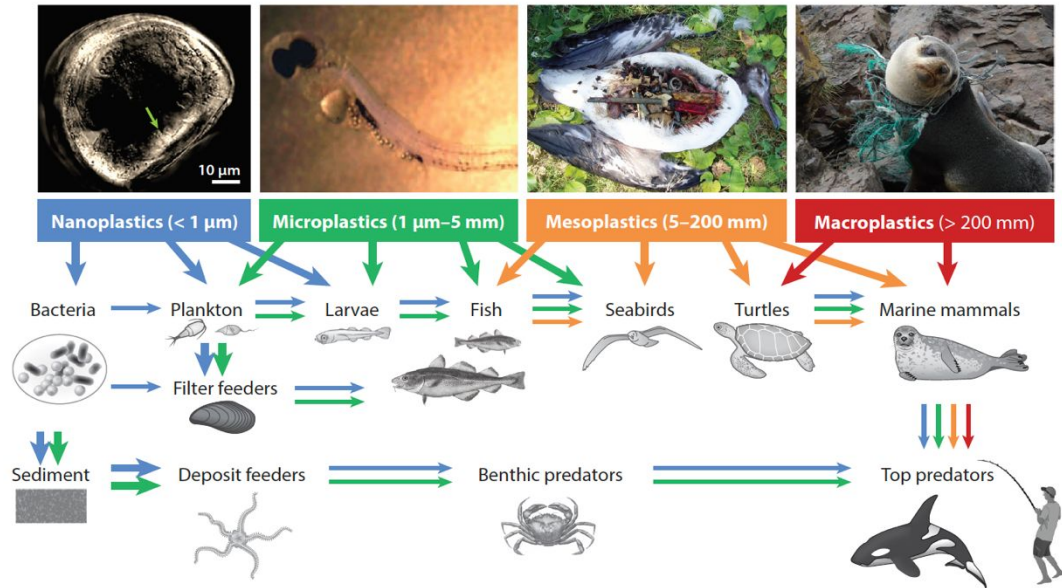 10 μm
Nanoplastics (< 1 μm)
Microplastics (1 μm–5 mm)
Mesoplastics (5–200 mm)
Macroplastics (> 200 mm)
Bacteria
Plankton
Larvae
Fish
Seabirds
Turtles
Marine mammals
Filter feeders
Sediment
Deposit feeders
Benthic predators
Top predators